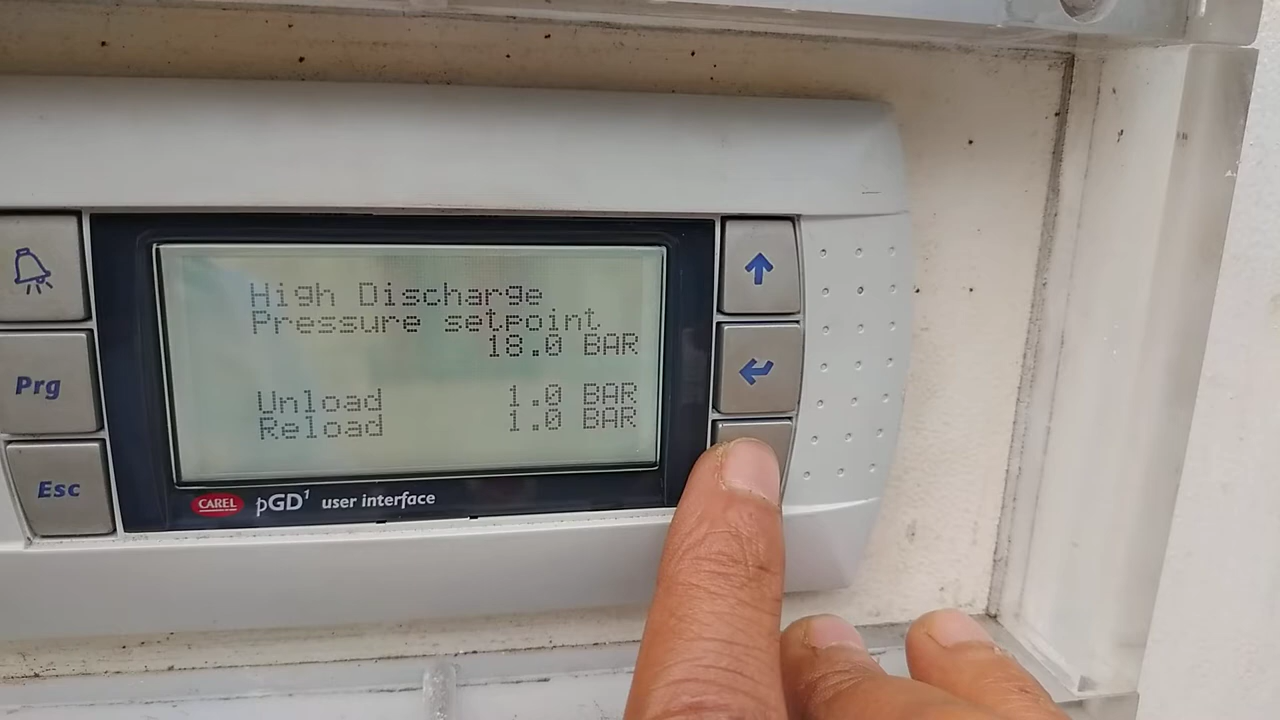 High Discharge
Pressure setpoint
18.0 BAR
Unload 1.0 BAR
Reload 1.0 BAR
Prg
Esc
CAREL pGD1 user interface